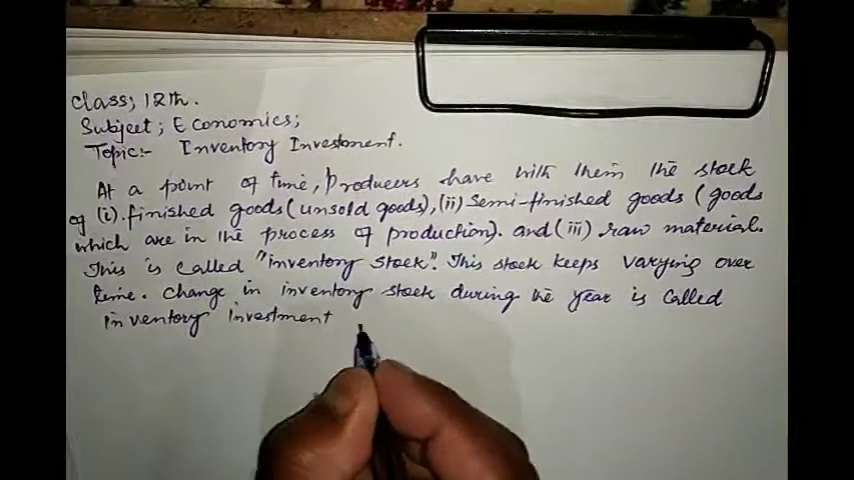 Class; 12th.
Subject; Economics;
Topic:- Inventory Investment.
At a point of time, producers have with them the stock
of (i). finished goods (unsold goods), (ii) Semi-finished goods (goods
which are in the process of production). and (iii) raw material.
This is called "inventory stock". This stock keeps varying over
time. Change in inventory stock during the year is called
inventory investment